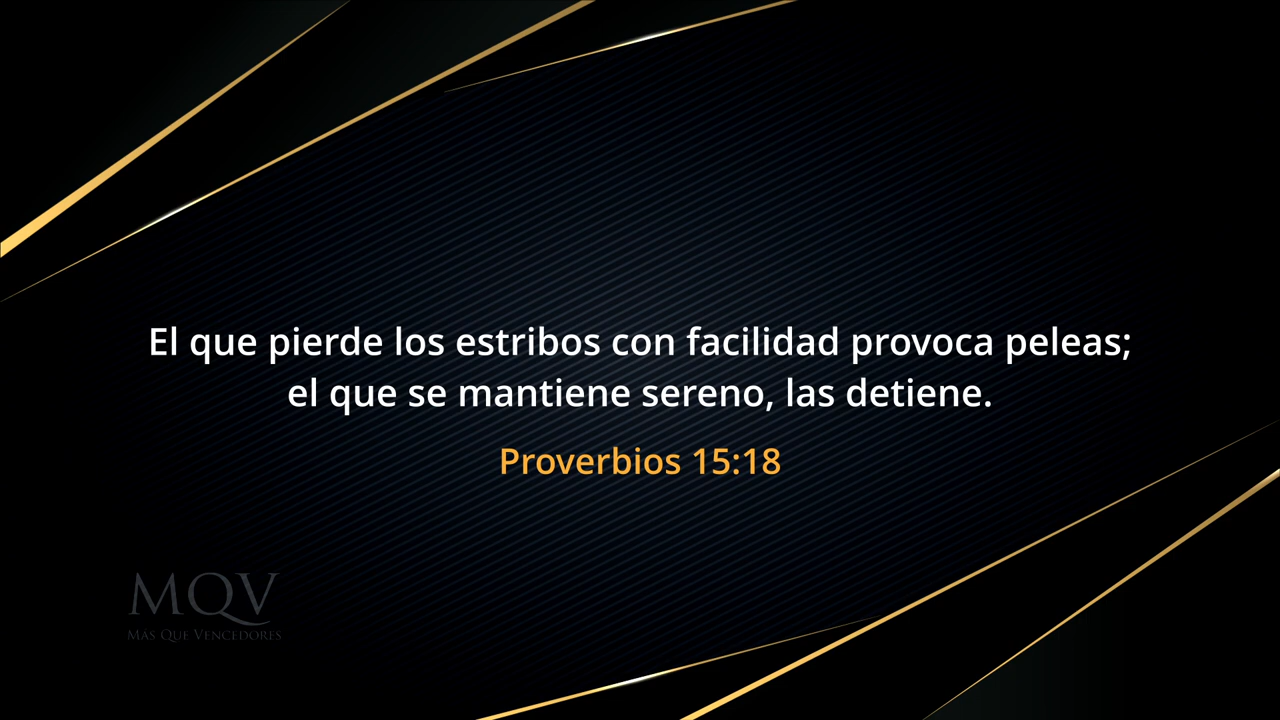 El que pierde los estribos con facilidad provoca peleas;
el que se mantiene sereno, las detiene.
Proverbios 15:18
MQV
Más Que Vencedores